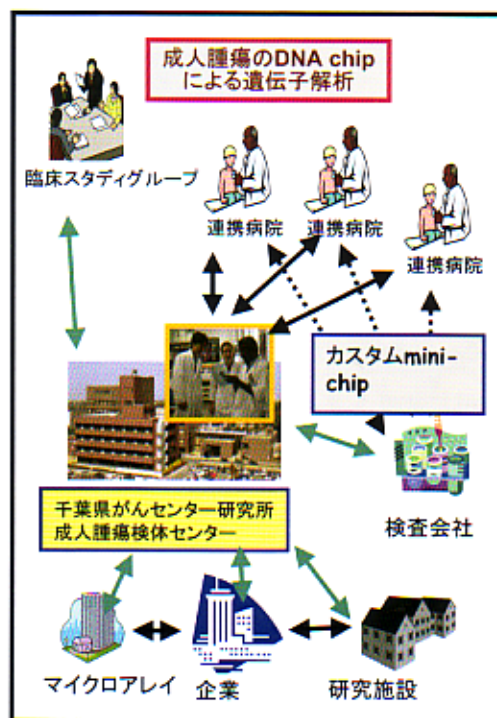 成人腫瘍のDNA chip
による遺伝子解析
臨床スタディグループ
連携病院
連携病院
連携病院
カスタムmini-
chip
千葉県がんセンター研究所
成人腫瘍検体センター
検査会社
マイクロアレイ
企業
研究施設